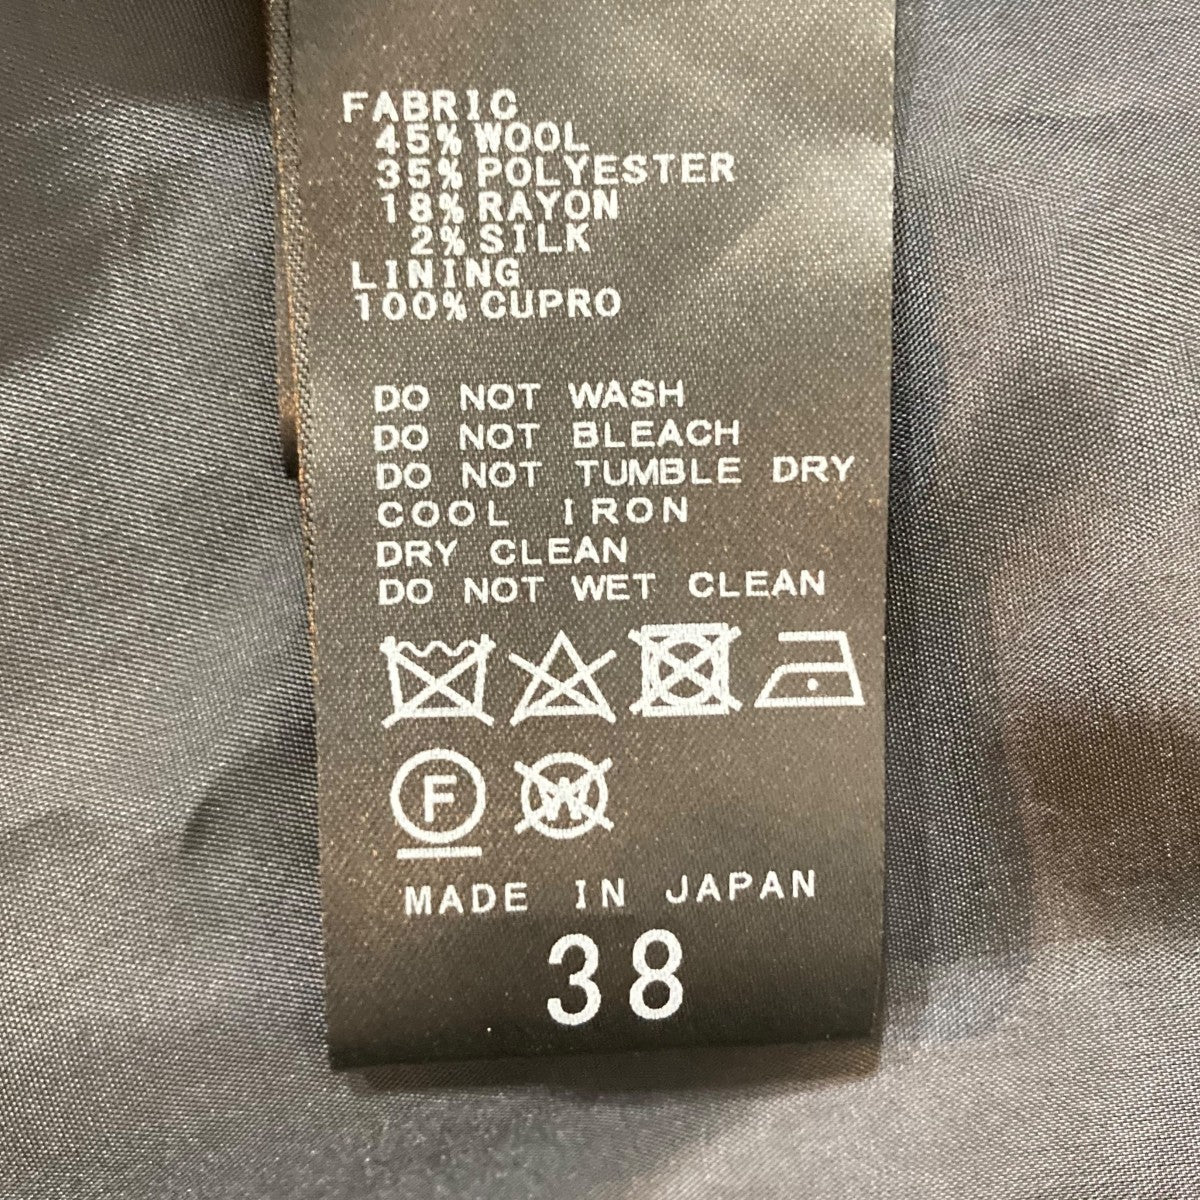 FABRIC
45% WOOL
35% POLYESTER
18% RAYON
2% SILK
LINING
100% CUPRO
DO NOT WASH
DO NOT BLEACH
DO NOT TUMBLE DRY
COOL IRON
DRY CLEAN
DO NOT WET CLEAN
F W
MADE IN JAPAN
38